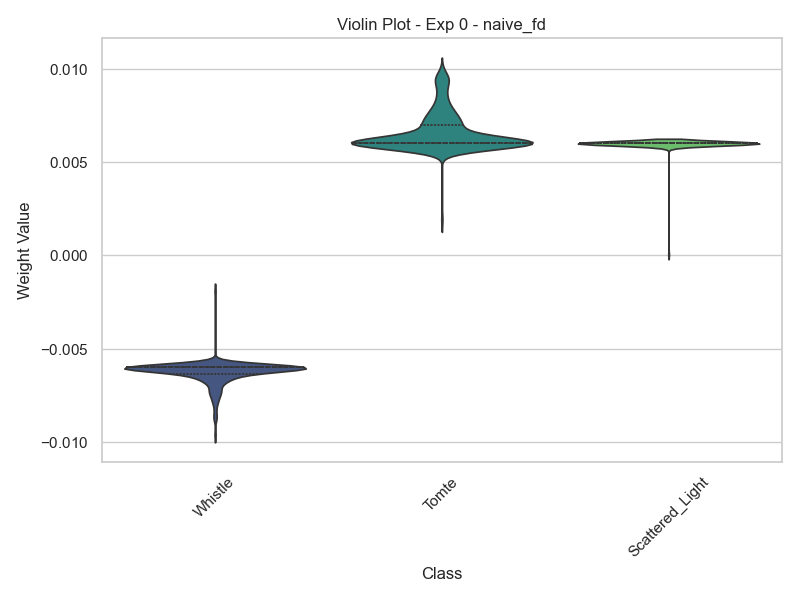 Violin Plot - Exp 0 - naive_fd
0.010
0.005
0.000
−0.005
−0.010
Weight Value
Whistle
Tomte
Scattered_Light
Class